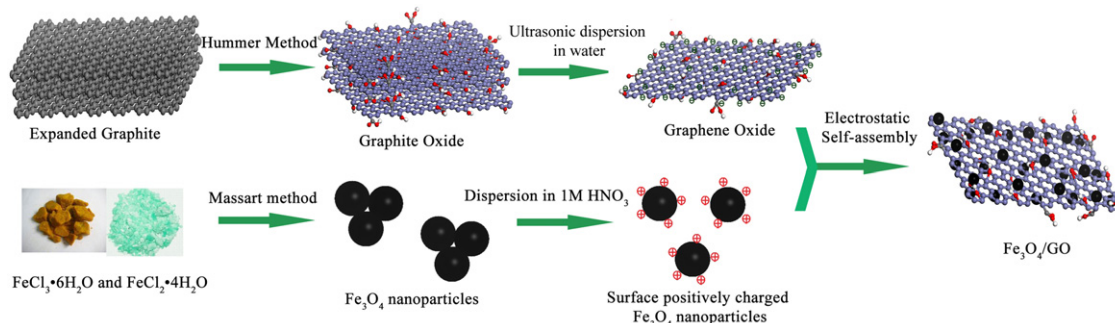 Hummer Method
Ultrasonic dispersion
in water
Expanded Graphite
Graphite Oxide
Graphene Oxide
Electrostatic
Self-assembly
Massart method
Dispersion in 1M HNO₃
Fe₃O₄/GO
FeCl₃•6H₂O and FeCl₂•4H₂O
Fe₃O₄ nanoparticles
Surface positively charged
Fe₃O₄ nanoparticles